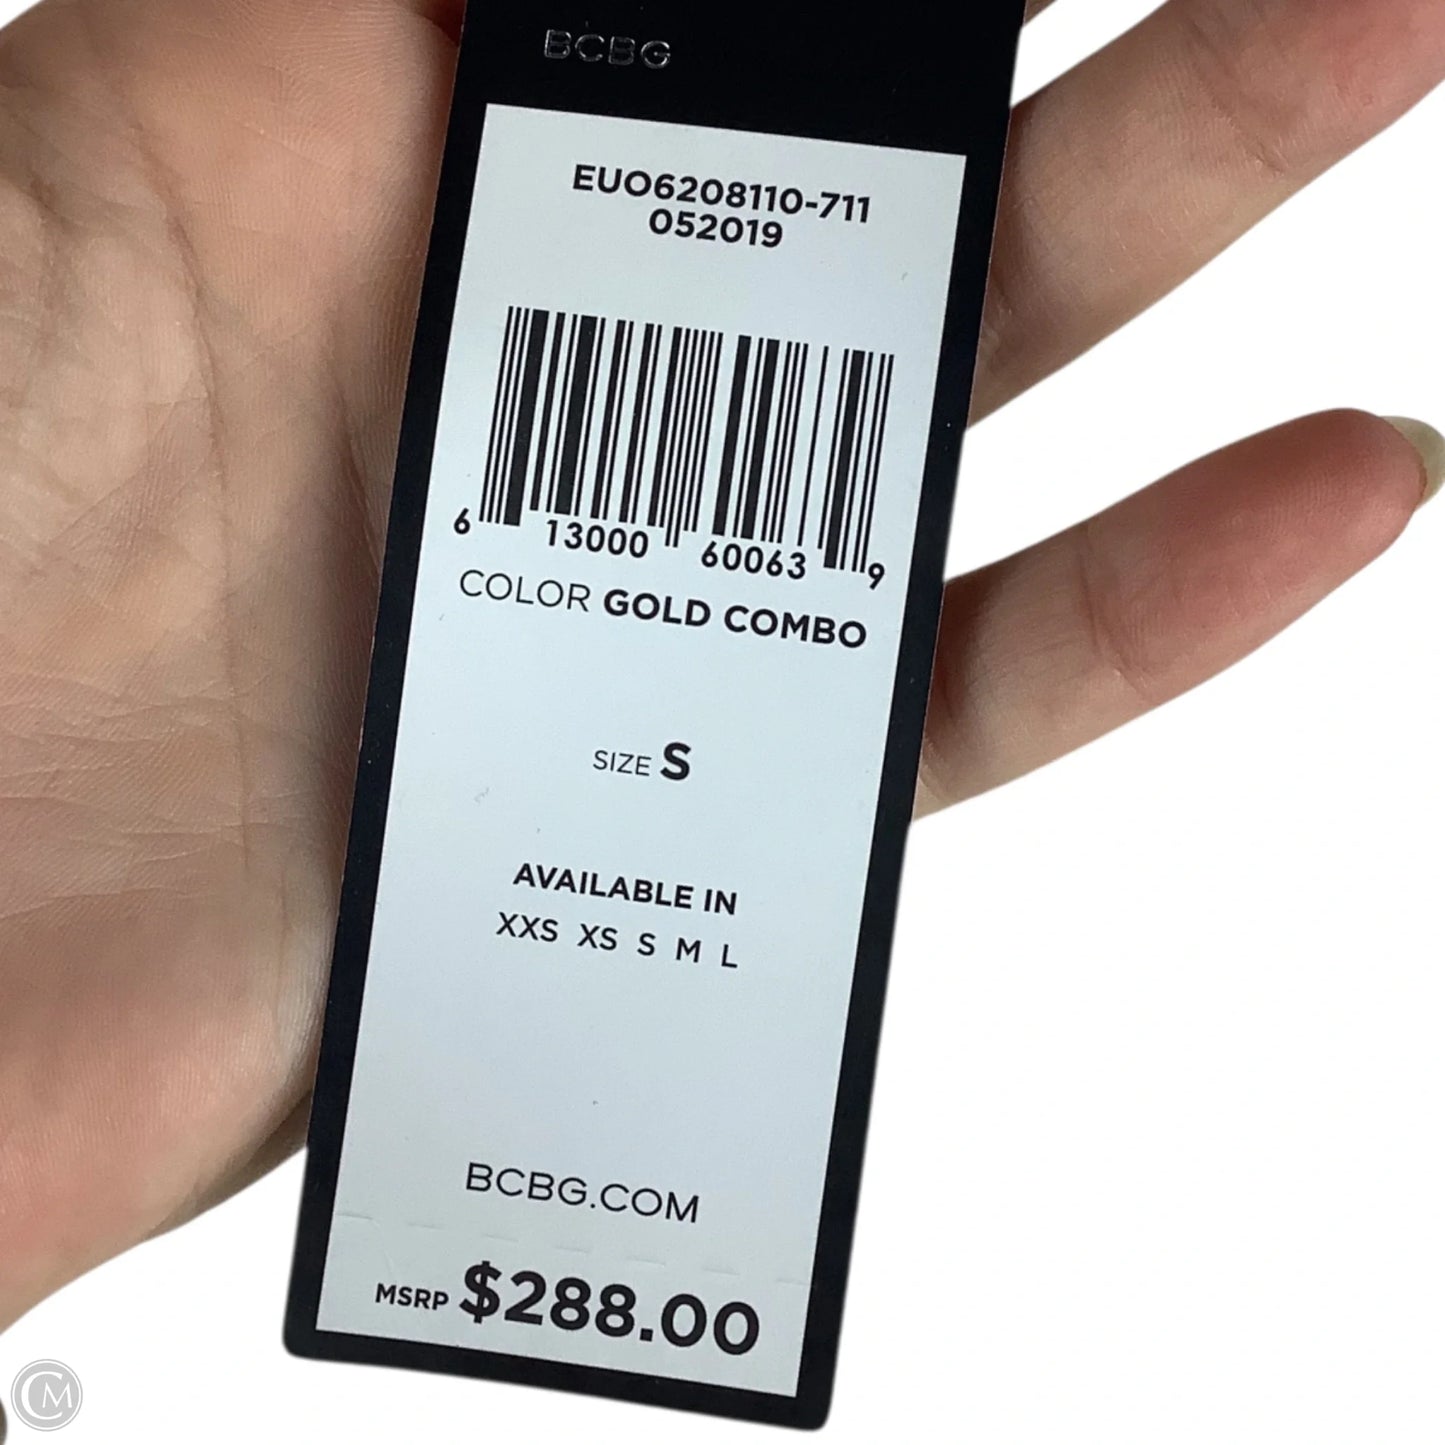 BCBG
EUO6208110-711
052019
6 13000 60063 9
COLOR GOLD COMBO
SIZE S
AVAILABLE IN
XXS XS S M L
BCBG.COM
MSRP $288.00
CM